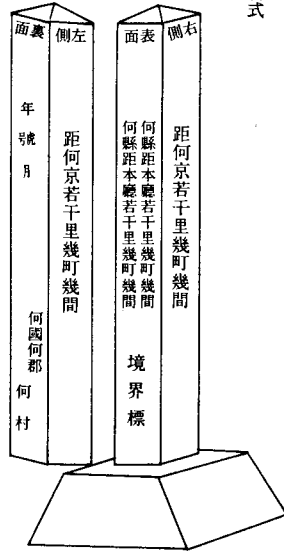 式
右側
距何京若干里幾町幾間
表面
何縣距本廳若干里幾町幾間
何縣距本廳若干里幾町幾間
境界標
左側
距何京若干里幾町幾間
裏面
年號月
何國何郡
何村